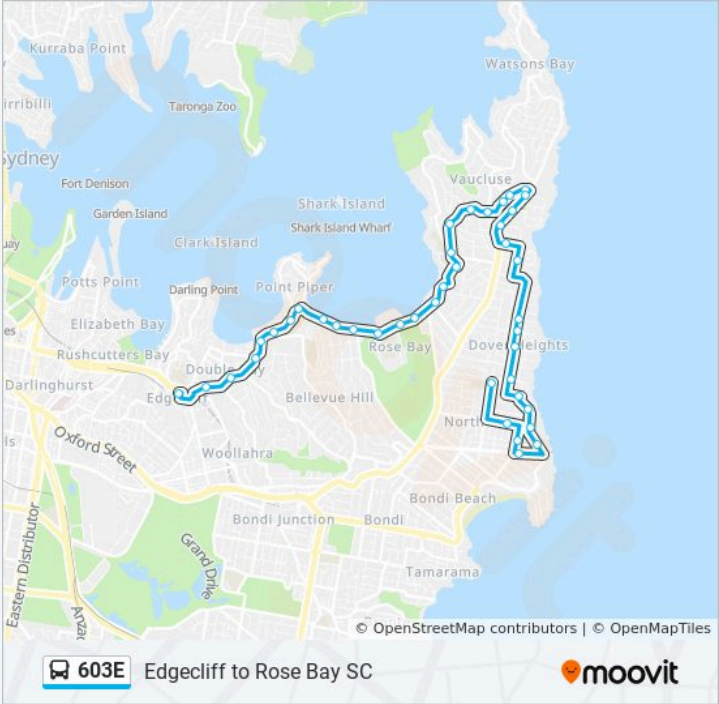 Kurraba Point
Watsons Bay
Taronga Zoo
irribilli
Sydney
Fort Denison
Vaucluse
Garden Island
Shark Island
Shark Island Wharf
uay
Clark Island
Potts Point
Darling Point
Point Piper
Elizabeth Bay
es
Rushcutters Bay
Rose Bay
Dover Heights
Double Bay
Darlinghurst
Edgecliff
Bellevue Hill
North
ls
Oxford Street
Woollahra
Bondi Beach
Bondi Junction
Bondi
Eastern Distributor
Grand Drive
Tamarama
Anzac
© OpenStreetMap contributors | © OpenMapTiles
603E Edgecliff to Rose Bay SC
moovit